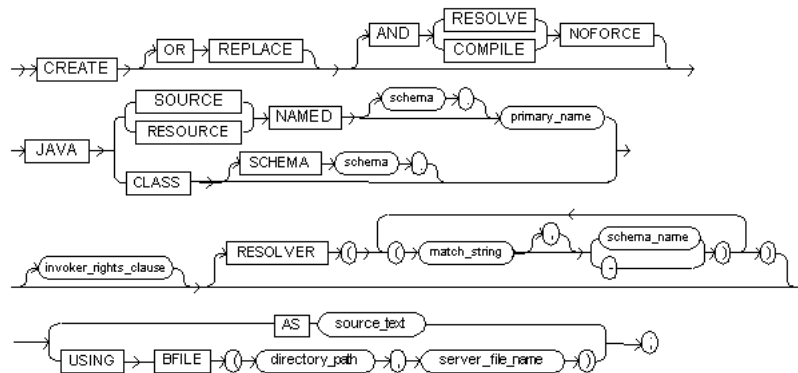 OR REPLACE AND RESOLVE COMPILE NOFORCE
CREATE
SOURCE RESOURCE NAMED schema . primary_name
JAVA
CLASS SCHEMA schema .
invoker_rights_clause RESOLVER ( ( match_string , schema_name - ) )
AS source_text
USING BFILE ( directory_path , server_file_name ) ;